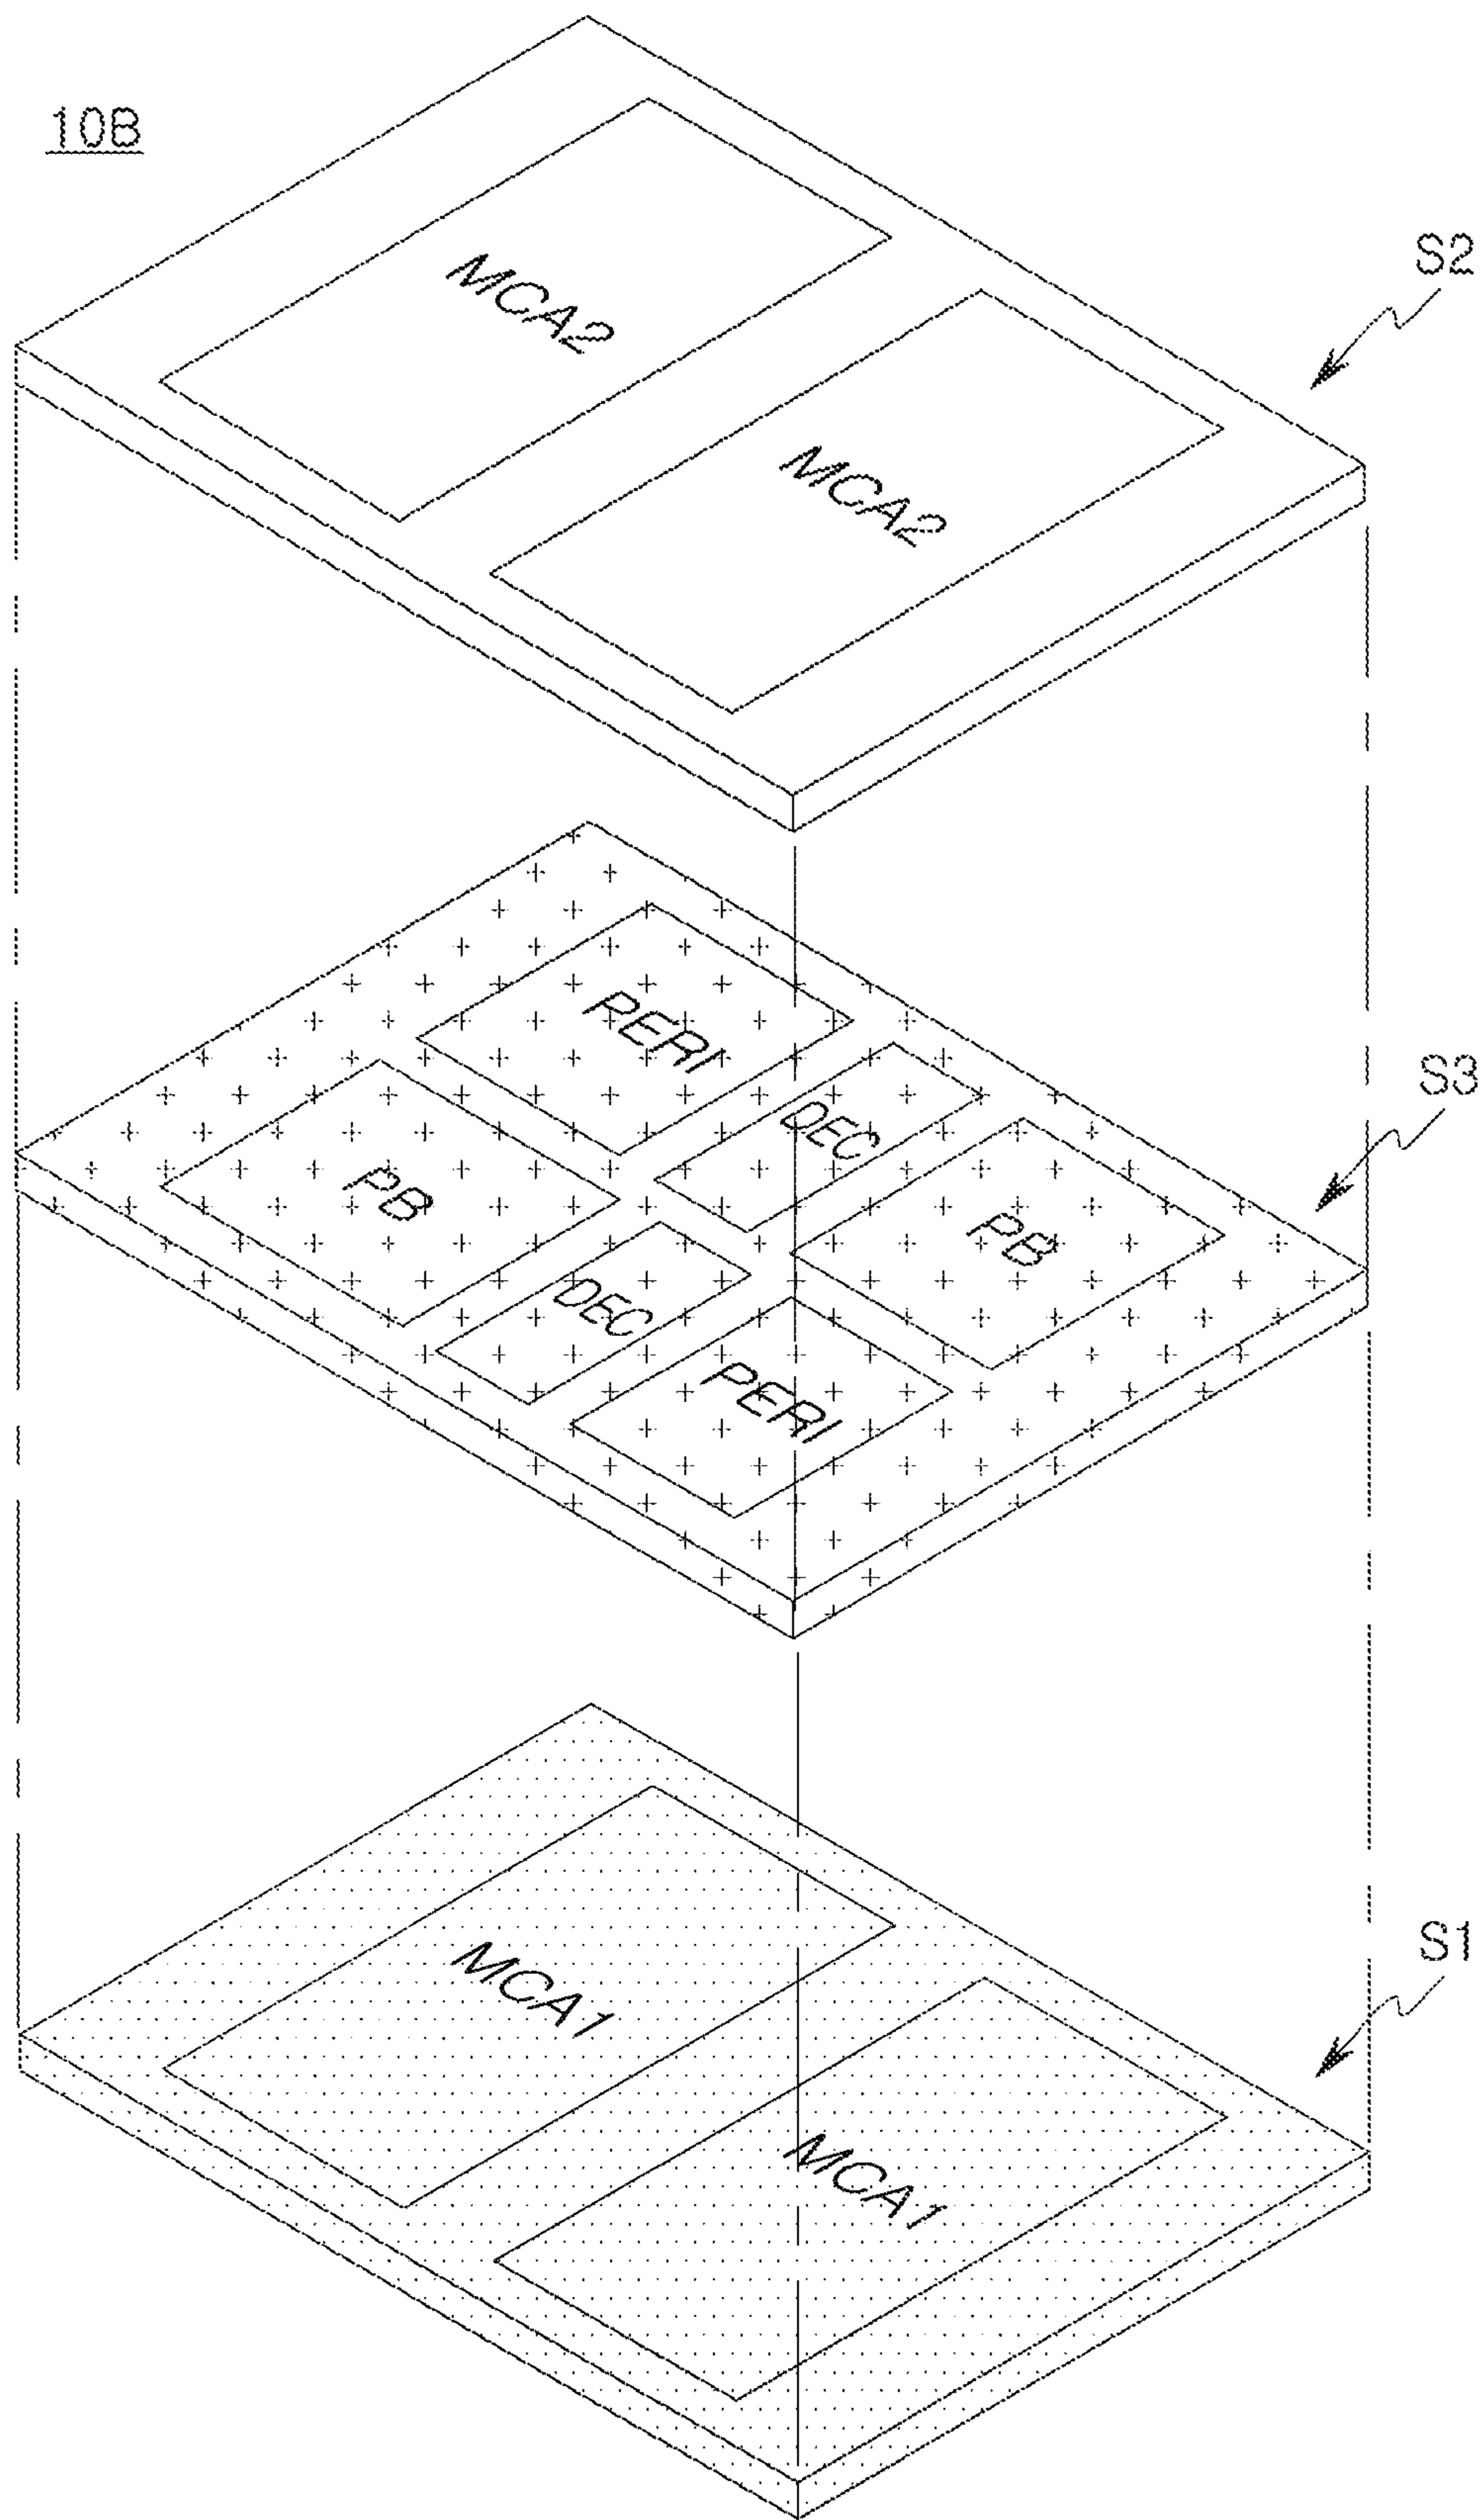 10B
S2
MCA2
MCA2
S3
PERI
DEC
PB
PB
DEC
PERI
S1
MCA1
MCA1